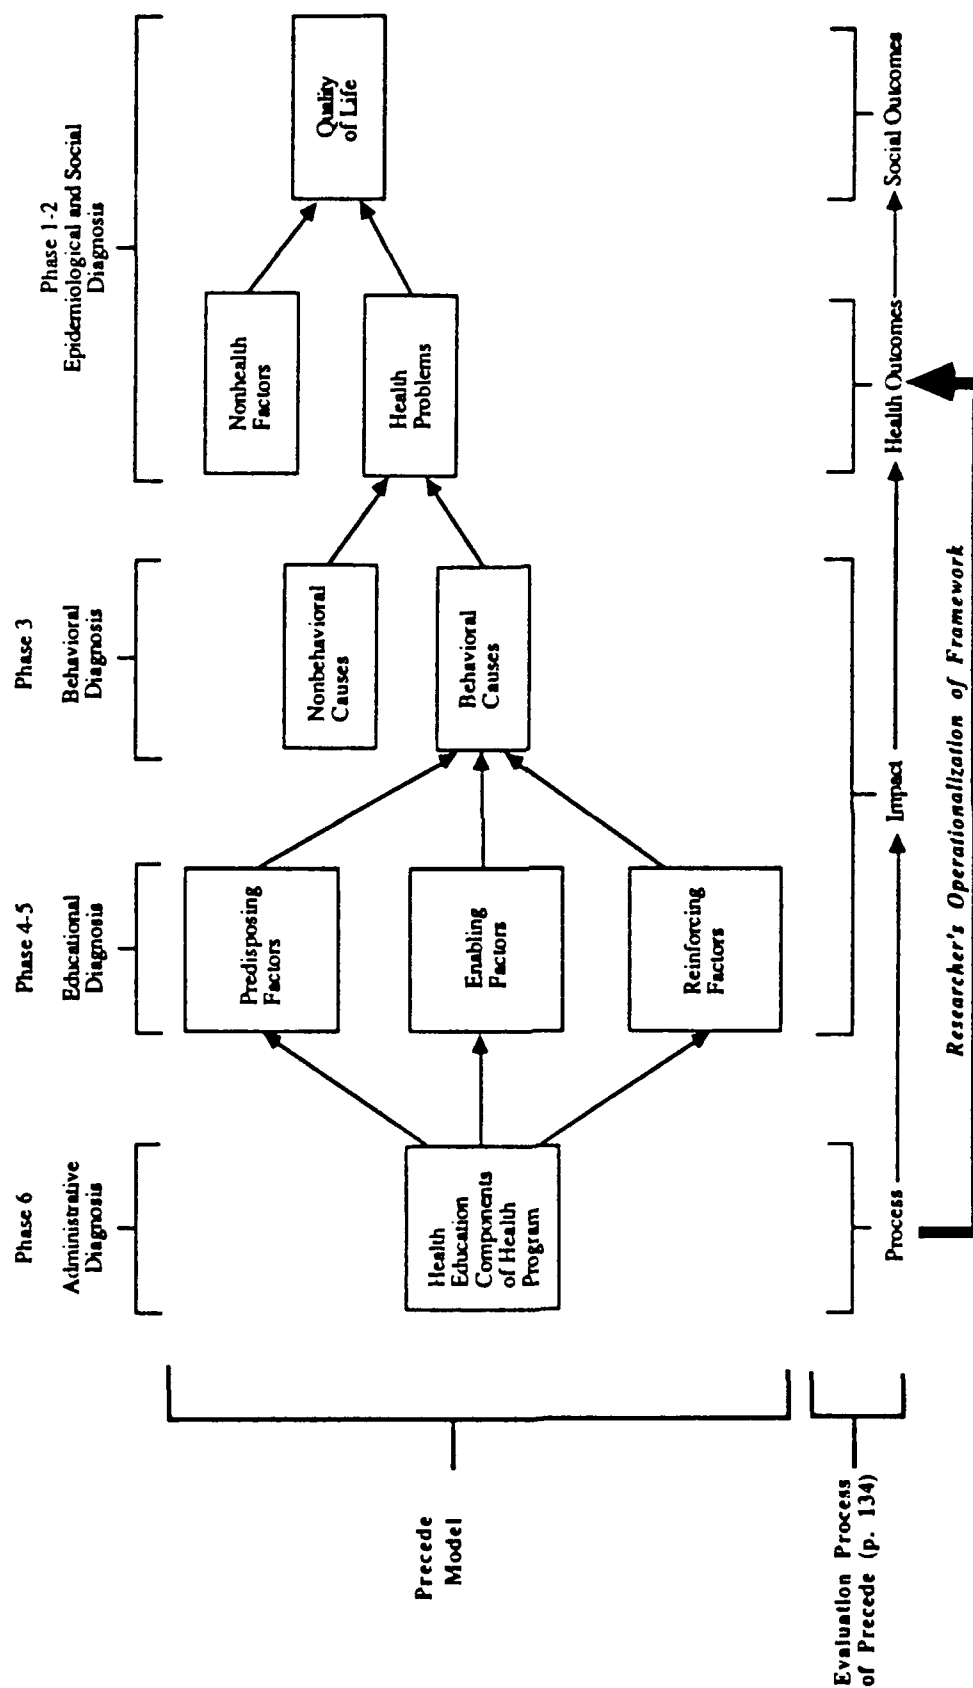 Phase 6
Administrative
Diagnosis
Phase 4-5
Educational
Diagnosis
Phase 3
Behavioral
Diagnosis
Phase 1-2
Epidemiological and Social
Diagnosis
Precede
Model
Health
Education
Components
of Health
Program
Predisposing
Factors
Enabling
Factors
Reinforcing
Factors
Nonbehavioral
Causes
Behavioral
Causes
Nonhealth
Factors
Health
Problems
Quality
of Life
Evaluation Process
of Precede (p. 134)
Process
Impact
Health Outcomes
Social Outcomes
Researcher's Operationalization of Framework